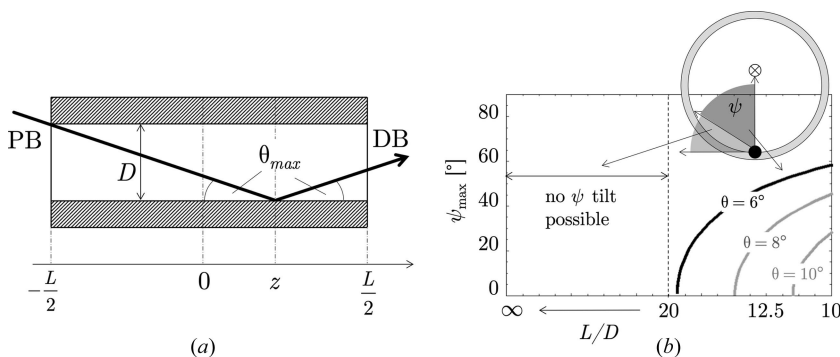 PB
D
θmax
DB
-L/2
0
z
L/2
(a)
ψ
ψmax [°]
80
60
40
20
0
no ψ tilt
possible
θ = 6°
θ = 8°
θ = 10°
∞
20
12.5
10
L/D
(b)